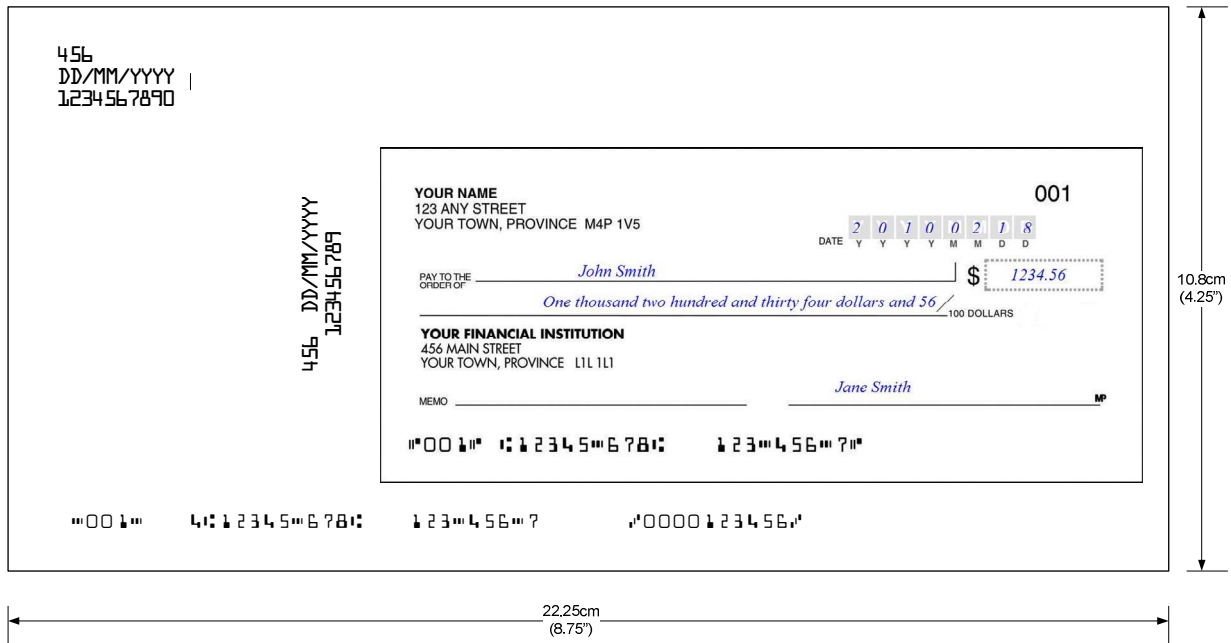 456
DD/MM/YYYY
1234567890
456 DD/MM/YYYY
123456789
YOUR NAME
123 ANY STREET
YOUR TOWN, PROVINCE M4P 1V5
001
DATE 2 0 1 0 0 2 1 8
Y Y Y Y M M D D
PAY TO THE ORDER OF John Smith $ 1234.56
One thousand two hundred and thirty four dollars and 56/100 DOLLARS
YOUR FINANCIAL INSTITUTION
456 MAIN STREET
YOUR TOWN, PROVINCE L1L 1L1
MEMO Jane Smith MP
⑈001⑈ ⑆12345⑉678⑆ 123⑉456⑉7⑈
⑉001⑉ 4⑆12345⑉678⑆ 123⑉456⑉7 ⑇0000123456⑇
10.8cm
(4.25”)
22.25cm
(8.75”)